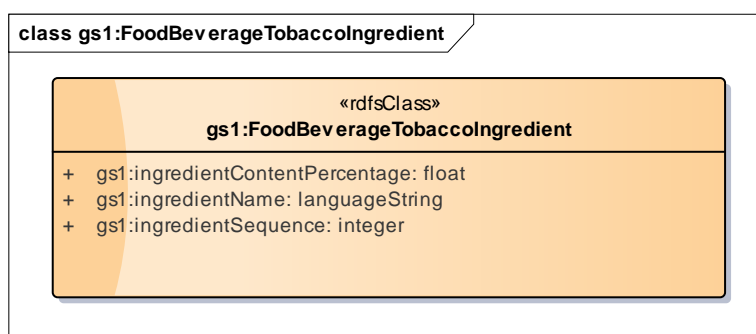 class gs1:FoodBeverageTobaccoIngredient
«rdfsClass»
gs1:FoodBeverageTobaccoIngredient
+ gs1:ingredientContentPercentage: float
+ gs1:ingredientName: languageString
+ gs1:ingredientSequence: integer